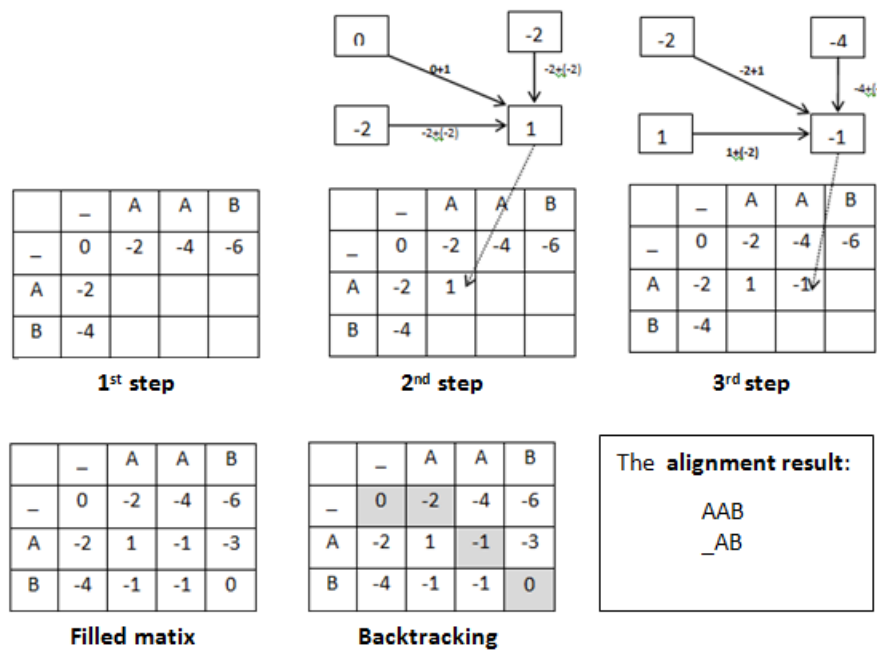 0
-2
0+1
-2+(-2)
-2
-2+(-2)
1
-2
-4
-2+1
-4+(-
1
1+(-2)
-1
_ A A B
_ 0 -2 -4 -6
A -2
B -4
1st step
_ A A B
_ 0 -2 -4 -6
A -2 1
B -4
2nd step
_ A A B
_ 0 -2 -4 -6
A -2 1 -1
B -4
3rd step
_ A A B
_ 0 -2 -4 -6
A -2 1 -1 -3
B -4 -1 -1 0
Filled matix
_ A A B
_ 0 -2 -4 -6
A -2 1 -1 -3
B -4 -1 -1 0
Backtracking
The alignment result:
AAB
_AB